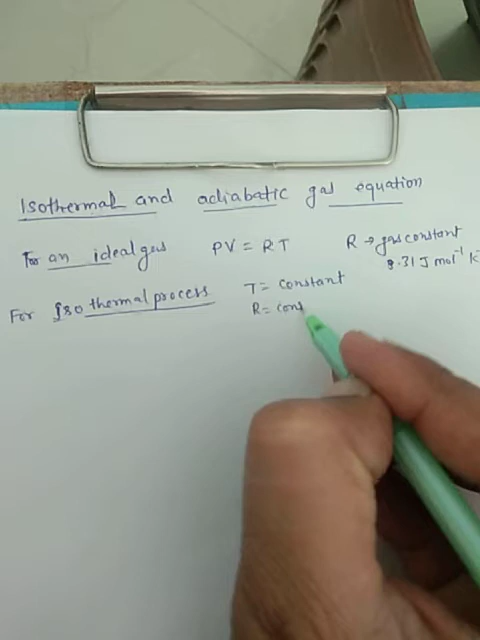 Isothermal and adiabatic gas equation
For an ideal gas PV = RT R → gas constant
8.31 J mol⁻¹ K
For Isothermal process T = constant
R = cons